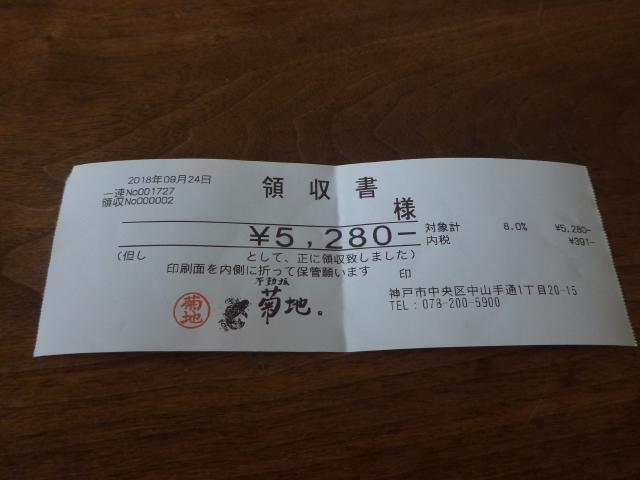 2018年09月24日
一連No001727
領収No000002
領収書
様
¥5,280-
(但し として、正に領収致しました)
印刷面を内側に折って保管願います 印
対象計 8.0% ¥5,280-
内税 ¥391-
菊地
不動坂
菊地。
神戸市中央区中山手通1丁目20-15
TEL:078-200-5900